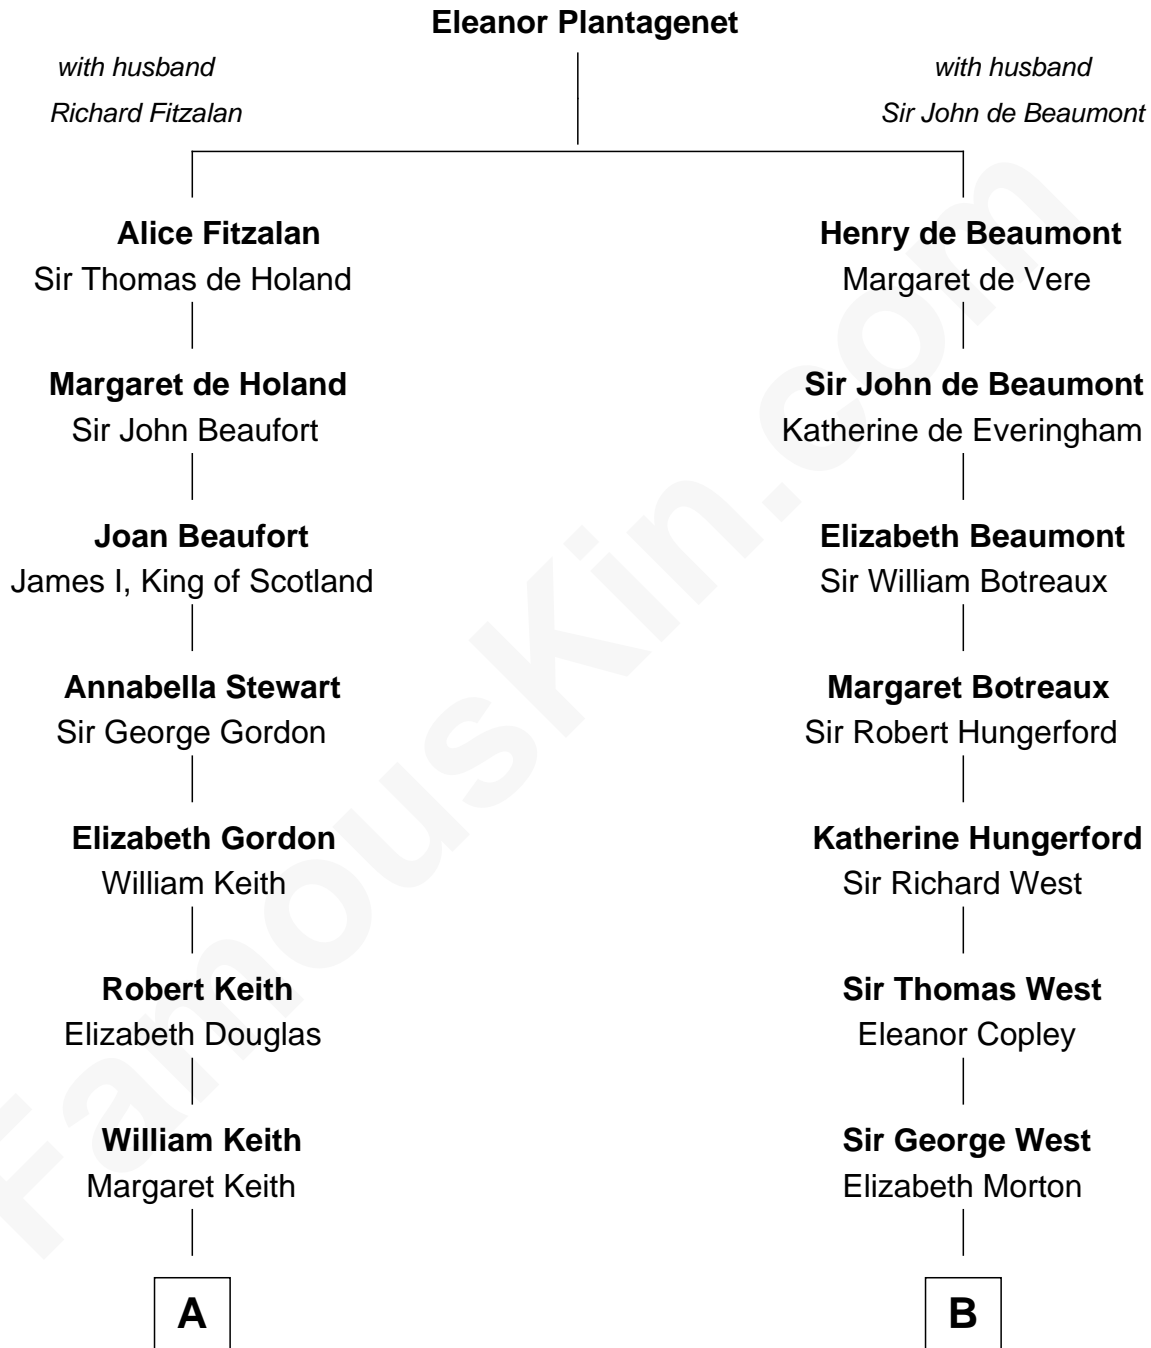 Eleanor Plantagenet
with husband
Richard Fitzalan
with husband
Sir John de Beaumont
Alice Fitzalan
Sir Thomas de Holand
Margaret de Holand
Sir John Beaufort
Joan Beaufort
James I, King of Scotland
Annabella Stewart
Sir George Gordon
Elizabeth Gordon
William Keith
Robert Keith
Elizabeth Douglas
William Keith
Margaret Keith
A
Henry de Beaumont
Margaret de Vere
Sir John de Beaumont
Katherine de Everingham
Elizabeth Beaumont
Sir William Botreaux
Margaret Botreaux
Sir Robert Hungerford
Katherine Hungerford
Sir Richard West
Sir Thomas West
Eleanor Copley
Sir George West
Elizabeth Morton
B
FamousKin.com